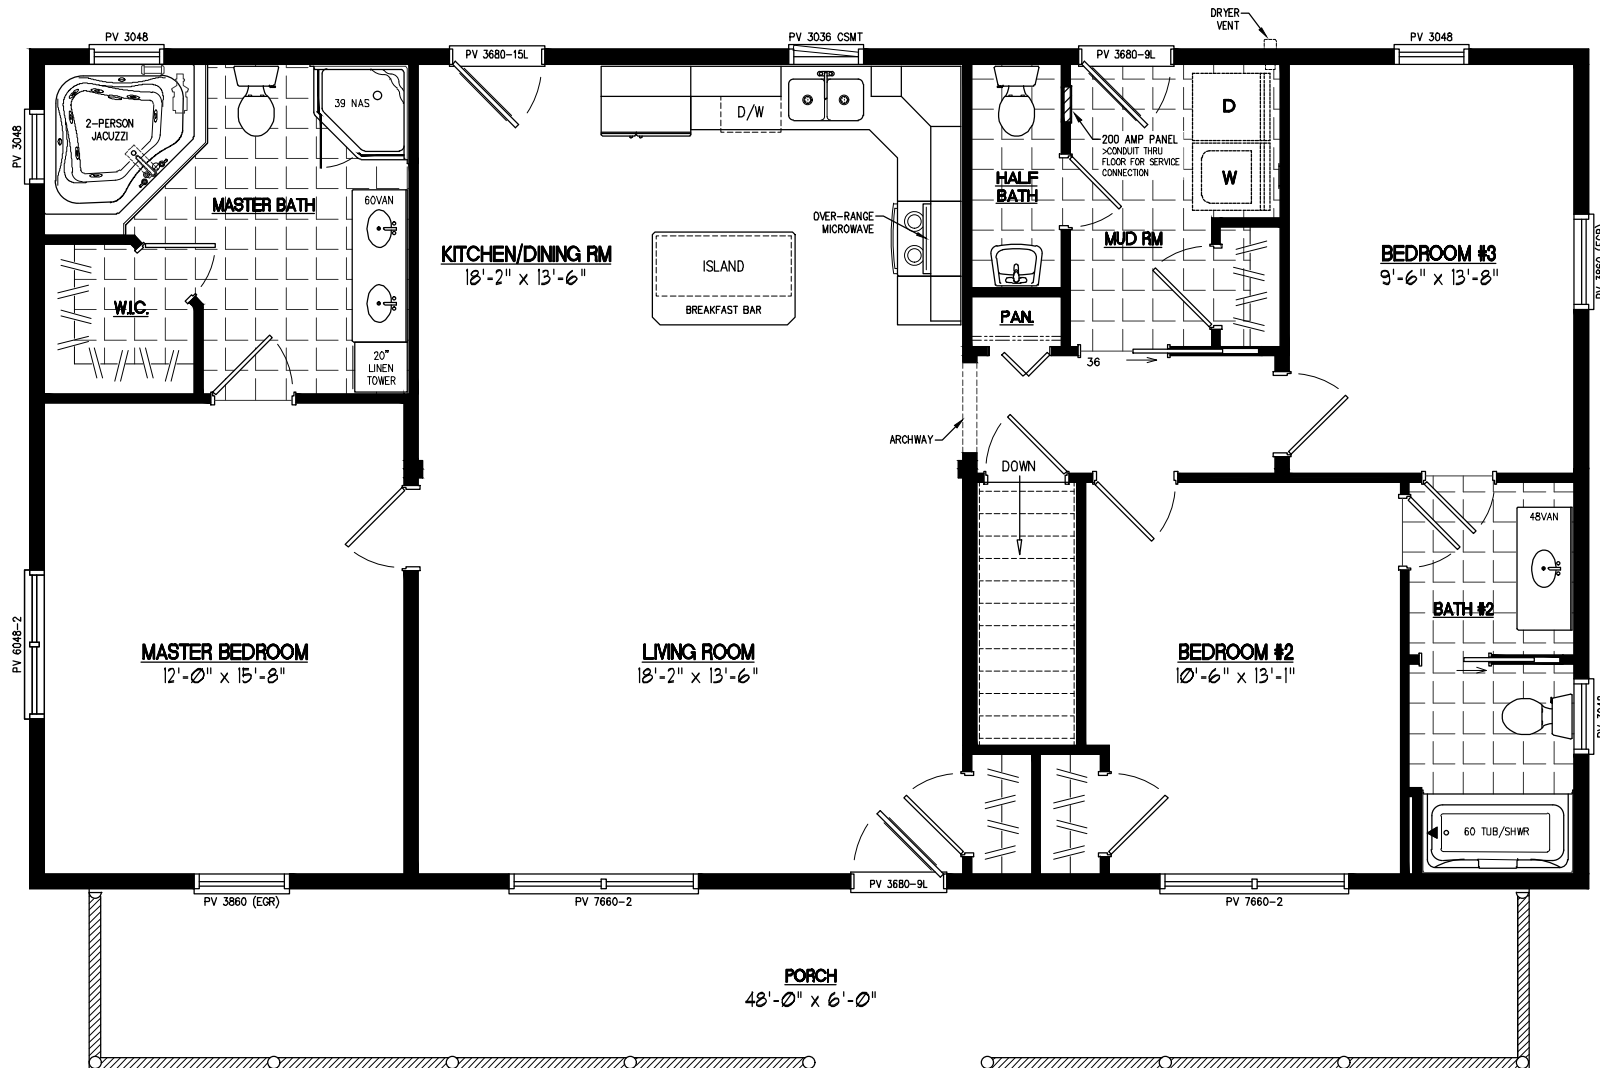 DRYER
VENT
PV 3048
PV 3680-15L
PV 3036 CSMT
PV 3680-9L
PV 3048
PV 3048
2-PERSON
JACUZZI
39 NAS
D/W
D
200 AMP PANEL
>CONDUIT THRU
FLOOR FOR SERVICE
CONNECTION
W
60VAN
MASTER BATH
HALF
BATH
OVER-RANGE
MICROWAVE
MUD RM
KITCHEN/DINING RM
18'-2" x 13'-6"
ISLAND
BREAKFAST BAR
BEDROOM #3
9'-6" x 13'-8"
PV 3860 (EGR)
W.I.C.
PAN.
20"
LINEN
TOWER
36
ARCHWAY
DOWN
48VAN
BATH #2
PV 6048-2
MASTER BEDROOM
12'-0" x 15'-8"
LIVING ROOM
18'-2" x 13'-6"
BEDROOM #2
10'-6" x 13'-1"
PV 3048
60 TUB/SHWR
PV 3860 (EGR)
PV 7660-2
PV 3680-9L
PV 7660-2
PORCH
48'-0" x 6'-0"